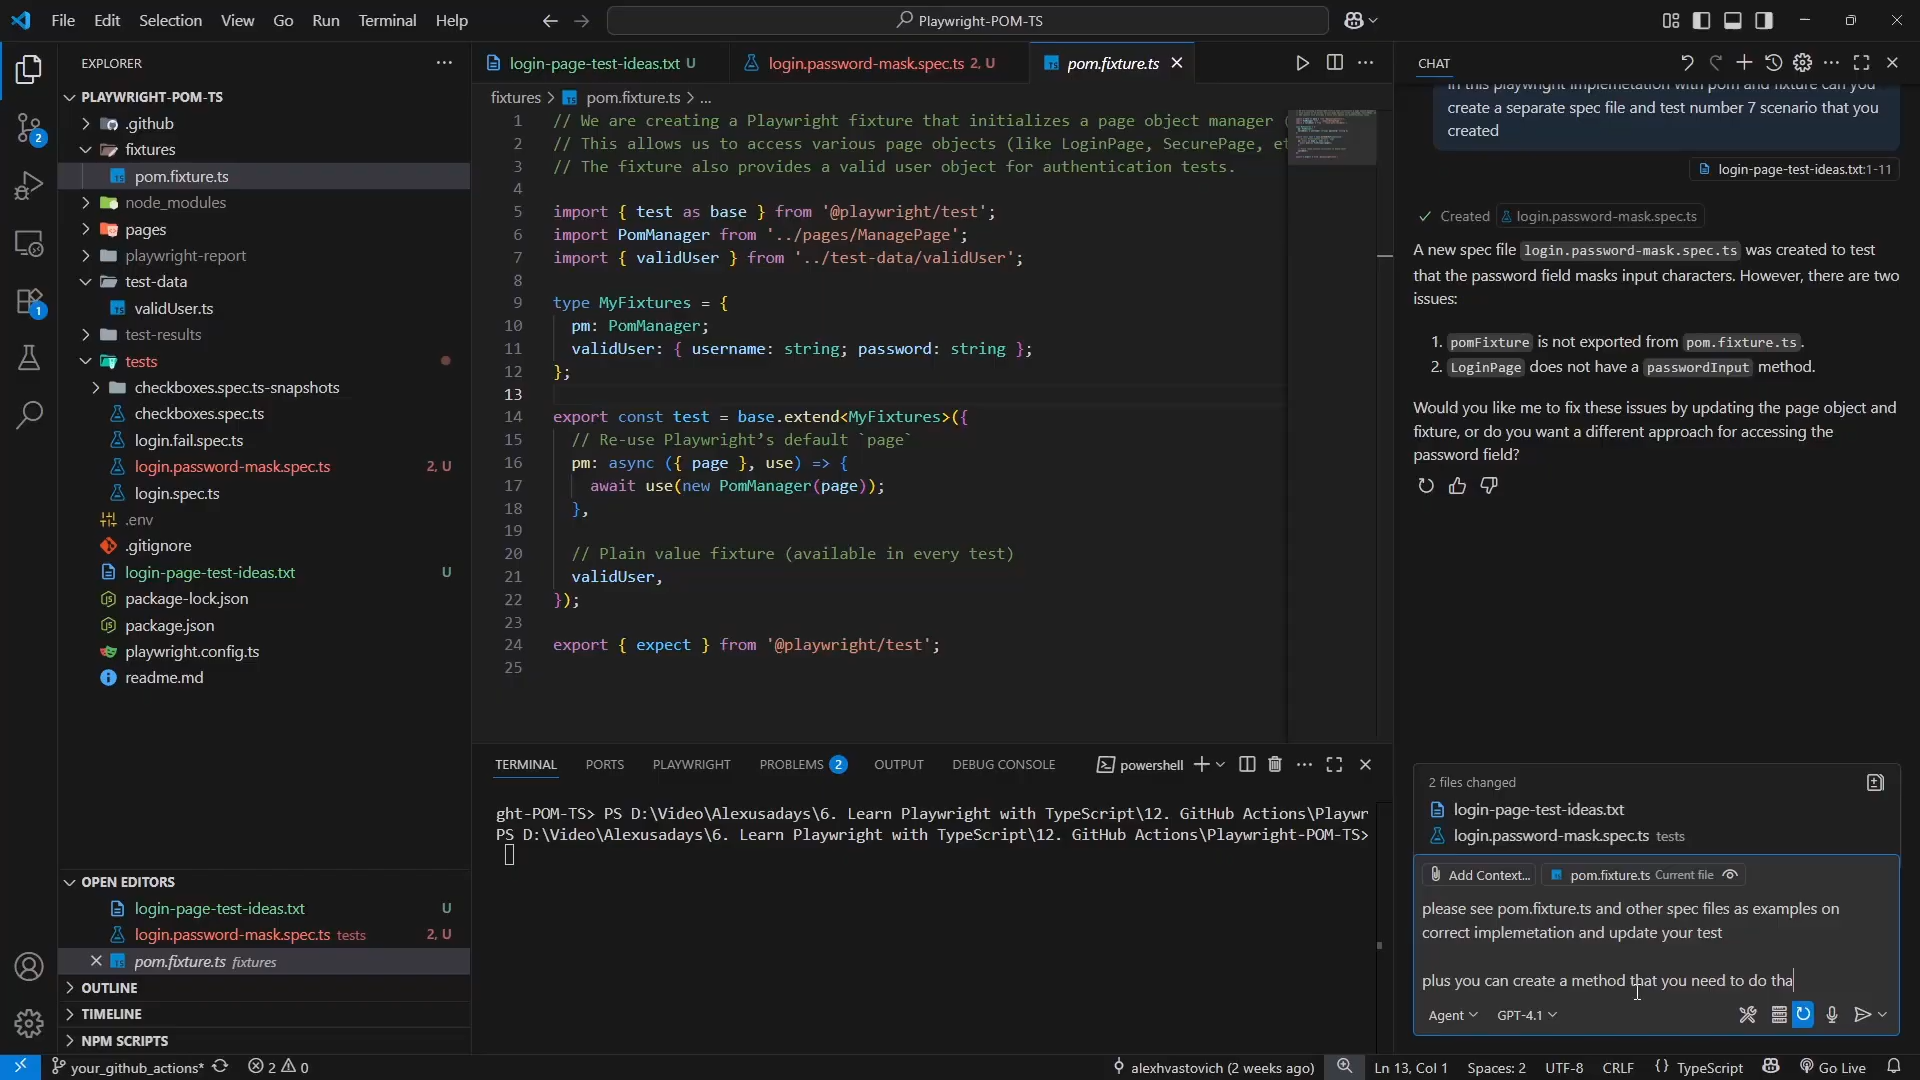 File Edit Selection View Go Run Terminal Help
Playwright-POM-TS
EXPLORER
PLAYWRIGHT-POM-TS
.github
fixtures
pom.fixture.ts
node_modules
pages
playwright-report
test-data
validUser.ts
test-results
tests
checkboxes.spec.ts-snapshots
checkboxes.spec.ts
login.fail.spec.ts
login.password-mask.spec.ts 2, U
login.spec.ts
.env
.gitignore
login-page-test-ideas.txt U
package-lock.json
package.json
playwright.config.ts
readme.md
OPEN EDITORS
login-page-test-ideas.txt U
login.password-mask.spec.ts tests 2, U
pom.fixture.ts fixtures
OUTLINE
TIMELINE
NPM SCRIPTS
2
1
login-page-test-ideas.txt U login.password-mask.spec.ts 2, U pom.fixture.ts
fixtures > pom.fixture.ts > ...
1 // We are creating a Playwright fixture that initializes a page object manager (
2 // This allows us to access various page objects (like LoginPage, SecurePage, et
3 // The fixture also provides a valid user object for authentication tests.
4
5 import { test as base } from '@playwright/test';
6 import PomManager from '../pages/ManagePage';
7 import { validUser } from '../test-data/validUser';
8
9 type MyFixtures = {
10 pm: PomManager;
11 validUser: { username: string; password: string };
12 };
13
14 export const test = base.extend<MyFixtures>({
15 // Re-use Playwright’s default `page`
16 pm: async ({ page }, use) => {
17 await use(new PomManager(page));
18 },
19
20 // Plain value fixture (available in every test)
21 validUser,
22 });
23
24 export { expect } from '@playwright/test';
25
TERMINAL PORTS PLAYWRIGHT PROBLEMS 2 OUTPUT DEBUG CONSOLE powershell
ght-POM-TS> PS D:\Video\Alexusadays\6. Learn Playwright with TypeScript\12. GitHub Actions\Playwr
PS D:\Video\Alexusadays\6. Learn Playwright with TypeScript\12. GitHub Actions\Playwright-POM-TS>
CHAT
in this playwright implementation with pom and fixture can you
create a separate spec file and test number 7 scenario that you
created
login-page-test-ideas.txt:1-11
Created login.password-mask.spec.ts
A new spec file login.password-mask.spec.ts was created to test
that the password field masks input characters. However, there are two
issues:
1. pomFixture is not exported from pom.fixture.ts.
2. LoginPage does not have a passwordInput method.
Would you like me to fix these issues by updating the page object and
fixture, or do you want a different approach for accessing the
password field?
2 files changed
login-page-test-ideas.txt
login.password-mask.spec.ts tests
Add Context... pom.fixture.ts Current file
please see pom.fixture.ts and other spec files as examples on
correct implemetation and update your test
plus you can create a method that you need to do tha
Agent GPT-4.1
your_github_actions* 2 0 alexhvastovich (2 weeks ago) Ln 13, Col 1 Spaces: 2 UTF-8 CRLF {} TypeScript Go Live